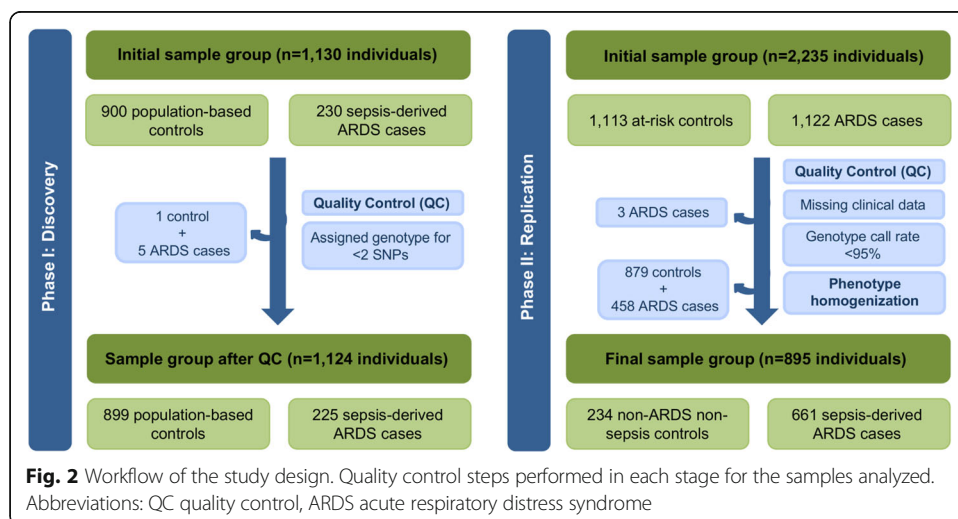 Phase I: Discovery
Initial sample group (n=1,130 individuals)
900 population-based
controls
230 sepsis-derived
ARDS cases
1 control
+
5 ARDS cases
Quality Control (QC)
Assigned genotype for
<2 SNPs
Sample group after QC (n=1,124 individuals)
899 population-based
controls
225 sepsis-derived
ARDS cases
Phase II: Replication
Initial sample group (n=2,235 individuals)
1,113 at-risk controls
1,122 ARDS cases
Quality Control (QC)
3 ARDS cases
Missing clinical data
Genotype call rate
<95%
879 controls
+
458 ARDS cases
Phenotype
homogenization
Final sample group (n=895 individuals)
234 non-ARDS non-
sepsis controls
661 sepsis-derived
ARDS cases
Fig. 2 Workflow of the study design. Quality control steps performed in each stage for the samples analyzed.
Abbreviations: QC quality control, ARDS acute respiratory distress syndrome